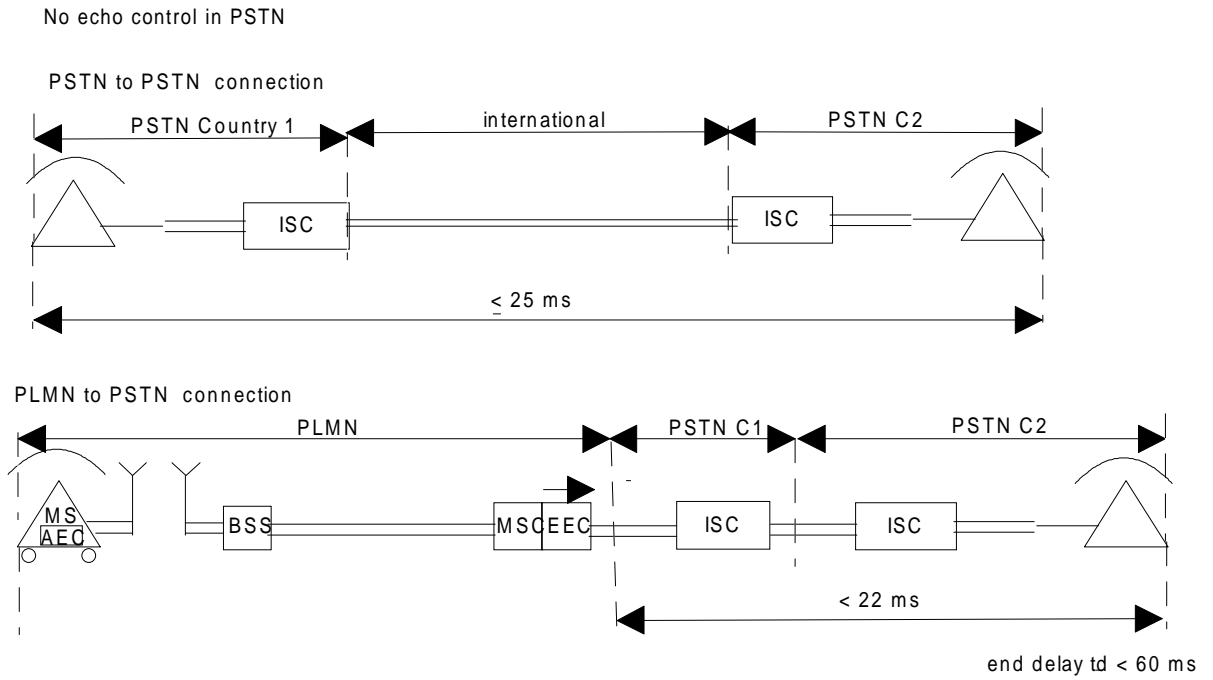 No echo control in PSTN
PSTN to PSTN connection
PSTN Country 1
international
PSTN C2
ISC
ISC
≤ 25 ms
PLMN to PSTN connection
PLMN
PSTN C1
PSTN C2
MS
AEC
BSS
MSC
EEC
ISC
ISC
< 22 ms
end delay td < 60 ms